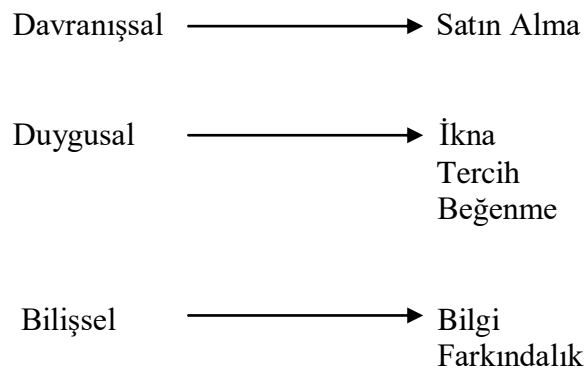 Davranışsal Satın Alma
Duygusal İkna
Tercih
Beğenme
Bilişsel Bilgi
Farkındalık